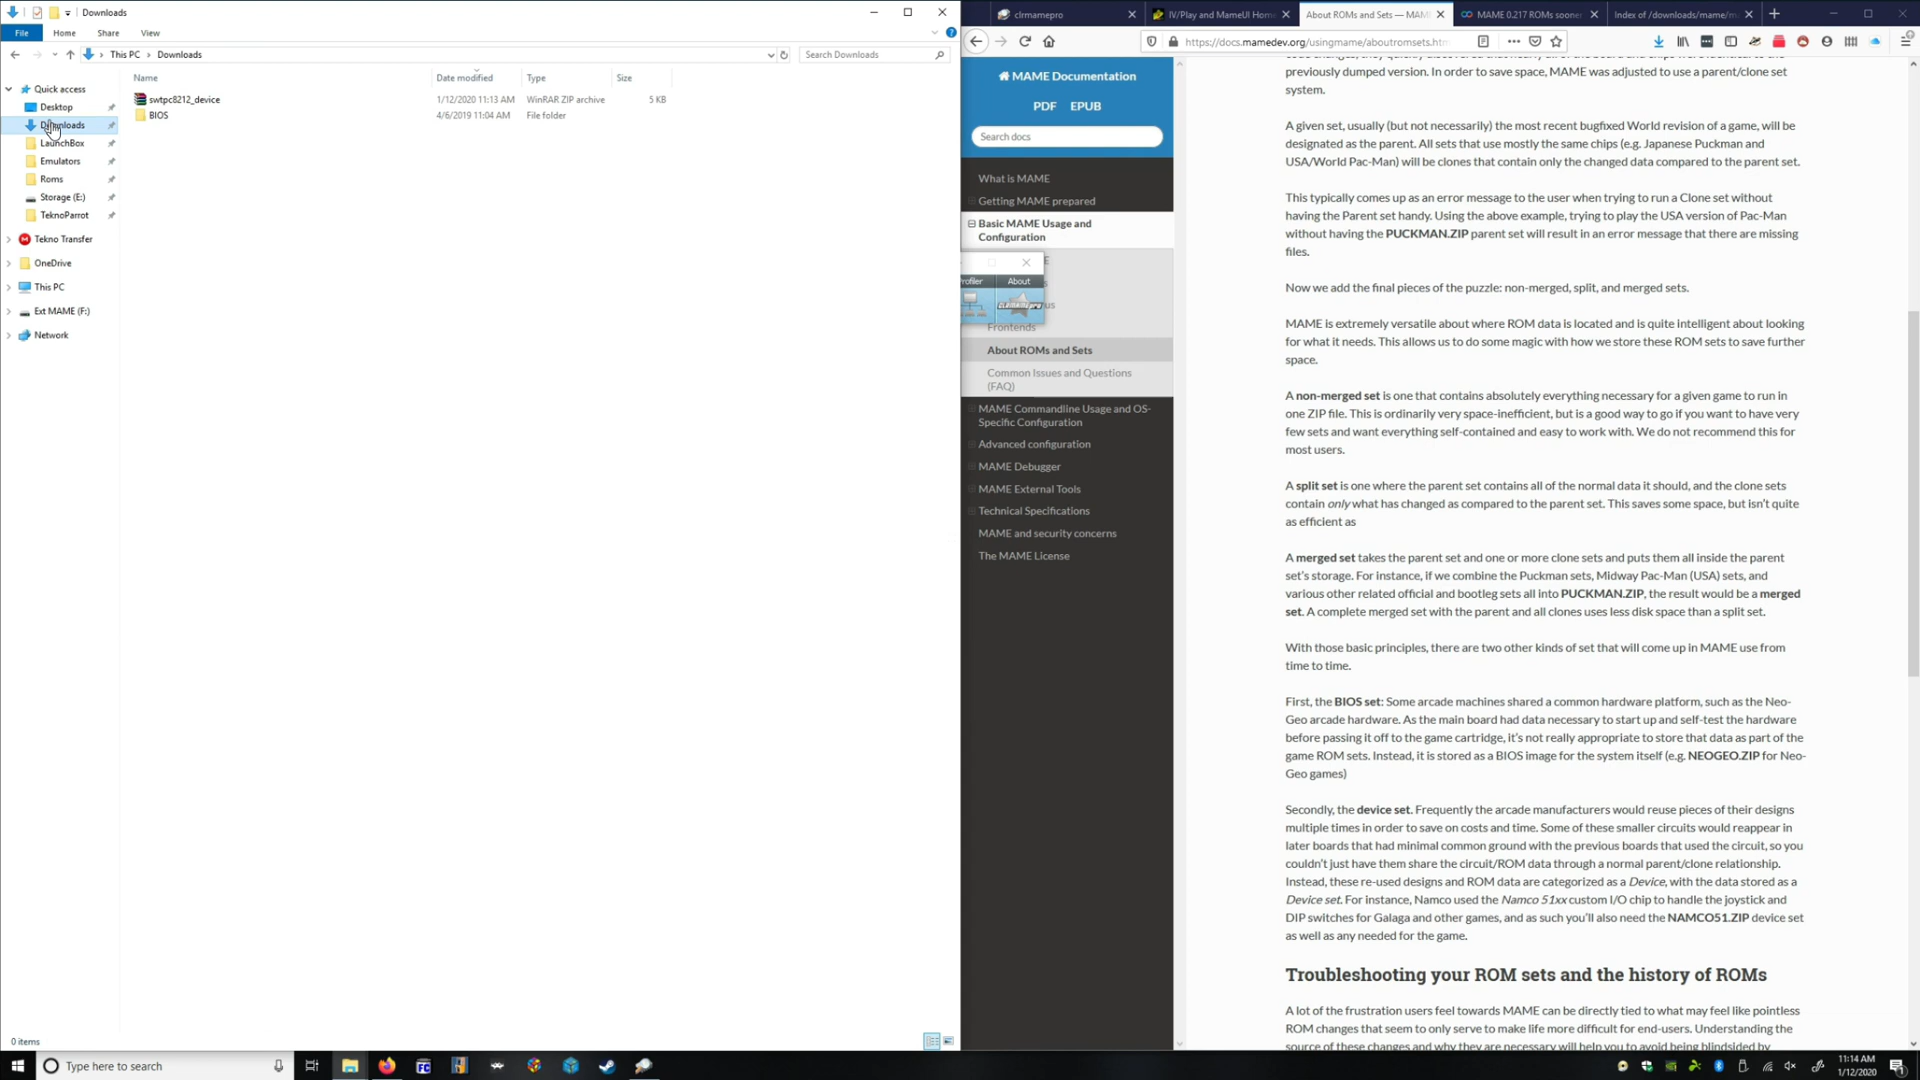 Downloads
File
Home
Share
View
This PC
Downloads
Search Downloads
Name
Date modified
Type
Size
swtpc8212_device
1/12/2020 11:13 AM
WinRAR ZIP archive
5 KB
BIOS
4/6/2019 11:04 AM
File folder
Quick access
Desktop
LaunchBox
Emulators
Roms
Storage (E:)
TeknoParrot
Tekno Transfer
OneDrive
This PC
Ext MAME (F:)
Network
0 items
clrmamepro
IV/Play and MameUI Hom
About ROMs and Sets — MAM
MAME 0.217 ROMs soone
Index of /downloads/mame/m
https://docs.mamedev.org/usingmame/aboutromsets.htm
MAME Documentation
PDF EPUB
Search docs
What is MAME
Getting MAME prepared
Basic MAME Usage and
Configuration
About
Frontends
About ROMs and Sets
Common Issues and Questions
(FAQ)
MAME Commandline Usage and OS-
Specific Configuration
Advanced configuration
MAME Debugger
MAME External Tools
Technical Specifications
MAME and security concerns
The MAME License
previously dumped version. In order to save space, MAME was adjusted to use a parent/clone set
system.
A given set, usually (but not necessarily) the most recent bugfixed World revision of a game, will be
designated as the parent. All sets that use mostly the same chips (e.g. Japanese Puckman and
USA/World Pac-Man) will be clones that contain only the changed data compared to the parent set.
This typically comes up as an error message to the user when trying to run a Clone set without
having the Parent set handy. Using the above example, trying to play the USA version of Pac-Man
without having the PUCKMAN.ZIP parent set will result in an error message that there are missing
files.
Now we add the final pieces of the puzzle: non-merged, split, and merged sets.
MAME is extremely versatile about where ROM data is located and is quite intelligent about looking
for what it needs. This allows us to do some magic with how we store these ROM sets to save further
space.
A non-merged set is one that contains absolutely everything necessary for a given game to run in
one ZIP file. This is ordinarily very space-inefficient, but is a good way to go if you want to have very
few sets and want everything self-contained and easy to work with. We do not recommend this for
most users.
A split set is one where the parent set contains all of the normal data it should, and the clone sets
contain only what has changed as compared to the parent set. This saves some space, but isn't quite
as efficient as
A merged set takes the parent set and one or more clone sets and puts them all inside the parent
set's storage. For instance, if we combine the Puckman sets, Midway Pac-Man (USA) sets, and
various other related official and bootleg sets all into PUCKMAN.ZIP, the result would be a merged
set. A complete merged set with the parent and all clones uses less disk space than a split set.
With those basic principles, there are two other kinds of set that will come up in MAME use from
time to time.
First, the BIOS set: Some arcade machines shared a common hardware platform, such as the Neo-
Geo arcade hardware. As the main board had data necessary to start up and self-test the hardware
before passing it off to the game cartridge, it's not really appropriate to store that data as part of the
game ROM sets. Instead, it is stored as a BIOS image for the system itself (e.g. NEOGEO.ZIP for Neo-
Geo games)
Secondly, the device set. Frequently the arcade manufacturers would reuse pieces of their designs
multiple times in order to save on costs and time. Some of these smaller circuits would reappear in
later boards that had minimal common ground with the previous boards that used the circuit, so you
couldn't just have them share the circuit/ROM data through a normal parent/clone relationship.
Instead, these re-used designs and ROM data are categorized as a Device, with the data stored as a
Device set. For instance, Namco used the Namco 51xx custom I/O chip to handle the joystick and
DIP switches for Galaga and other games, and as such you'll also need the NAMCO51.ZIP device set
as well as any needed for the game.
Troubleshooting your ROM sets and the history of ROMs
A lot of the frustration users feel towards MAME can be directly tied to what may feel like pointless
ROM changes that seem to only serve to make life more difficult for end-users. Understanding the
source of these changes and why they are necessary will help you to avoid being blindsided by
Type here to search
11:14 AM
1/12/2020